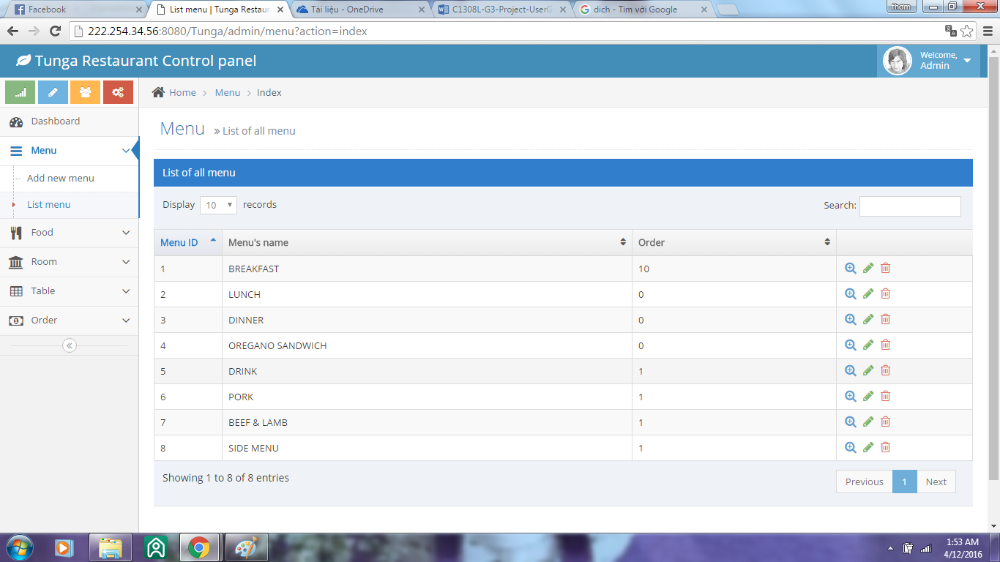 Facebook
List menu | Tunga Restaur
Tài liệu - OneDrive
C1308L-G3-Project-UserG
dich - Tìm với Google
thom
222.254.34.56:8080/Tunga/admin/menu?action=index
Tunga Restaurant Control panel
Welcome,
Admin
Home > Menu > Index
Dashboard
Menu
Add new menu
List menu
Food
Room
Table
Order
Menu » List of all menu
List of all menu
Display 10 records
Search:
Menu ID Menu's name Order
1 BREAKFAST 10
2 LUNCH 0
3 DINNER 0
4 OREGANO SANDWICH 0
5 DRINK 1
6 PORK 1
7 BEEF & LAMB 1
8 SIDE MENU 1
Showing 1 to 8 of 8 entries
Previous 1 Next
1:53 AM
4/12/2016